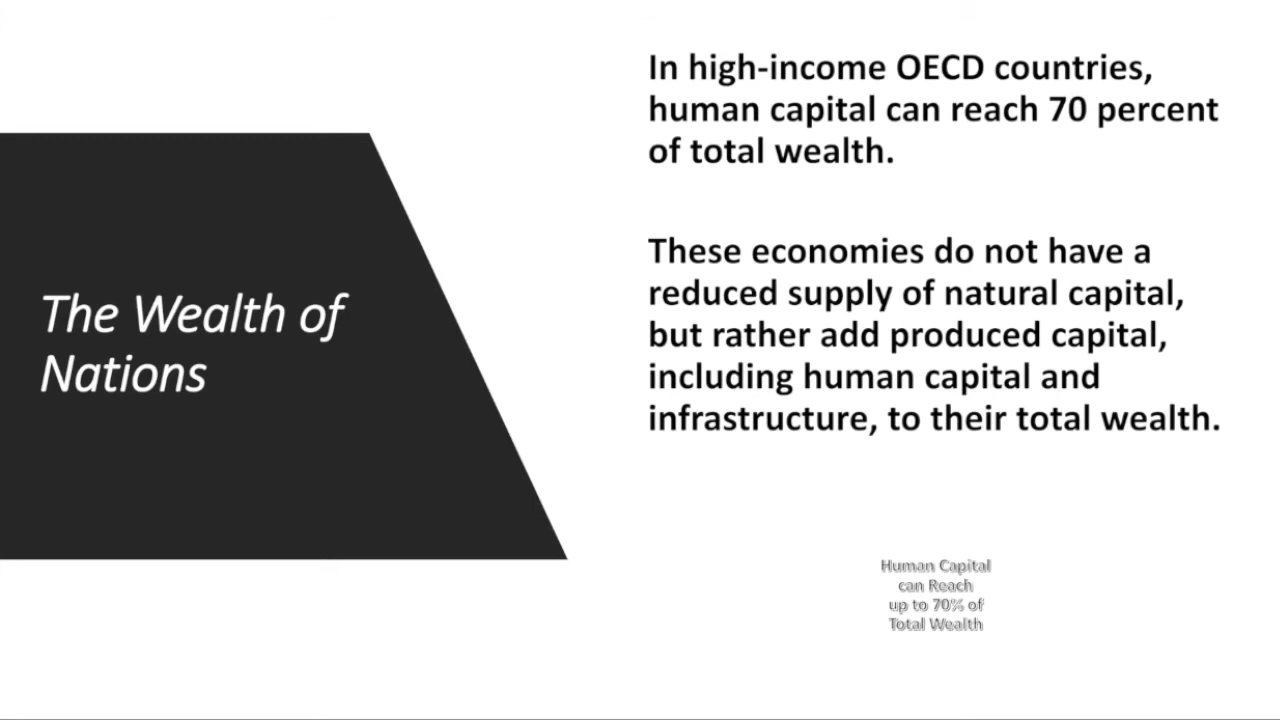 The Wealth of
Nations
In high-income OECD countries,
human capital can reach 70 percent
of total wealth.
These economies do not have a
reduced supply of natural capital,
but rather add produced capital,
including human capital and
infrastructure, to their total wealth.
Human Capital
can Reach
up to 70% of
Total Wealth